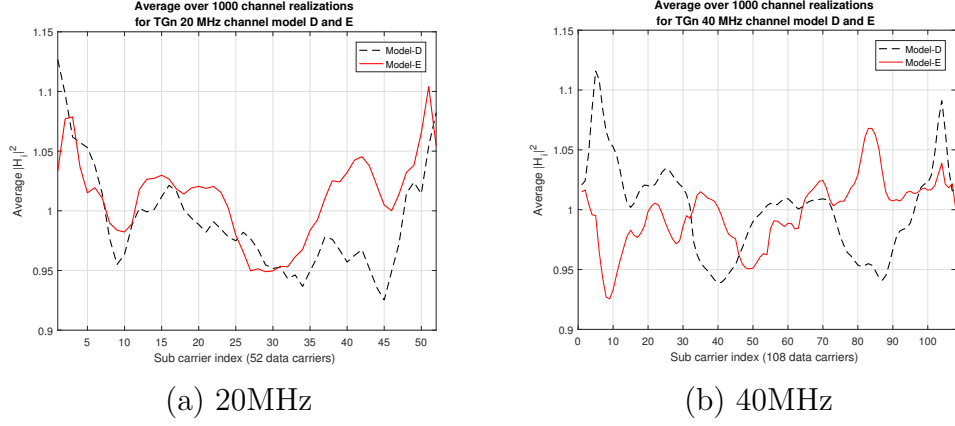 Average over 1000 channel realizations
for TGn 20 MHz channel model D and E
1.15
1.1
1.05
1
0.95
0.9
Average |H_i|^2
Model-D
Model-E
5 10 15 20 25 30 35 40 45 50
Sub carrier index (52 data carriers)
(a) 20MHz
Average over 1000 channel realizations
for TGn 40 MHz channel model D and E
1.15
1.1
1.05
1
0.95
0.9
Average |H_i|^2
Model-D
Model-E
0 10 20 30 40 50 60 70 80 90 100
Sub carrier index (108 data carriers)
(b) 40MHz